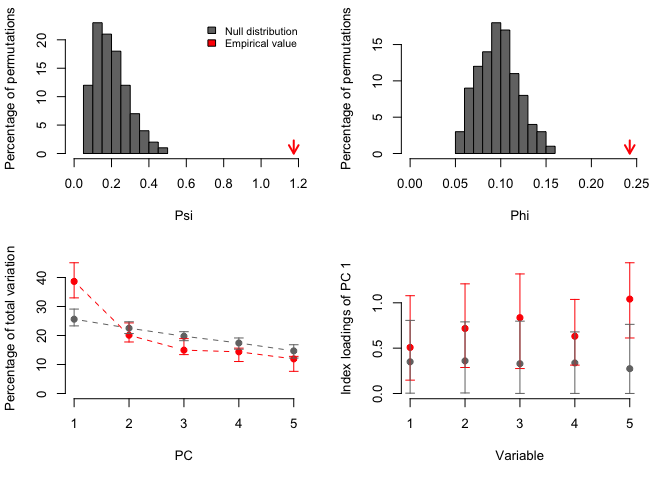 Percentage of permutations
20
15
10
5
0
Null distribution
Empirical value
0.0 0.2 0.4 0.6 0.8 1.0 1.2
Psi
Percentage of permutations
15
10
5
0
0.00 0.05 0.10 0.15 0.20 0.25
Phi
Percentage of total variation
40
30
20
10
0
1 2 3 4 5
PC
Index loadings of PC 1
1.0
0.5
0.0
1 2 3 4 5
Variable